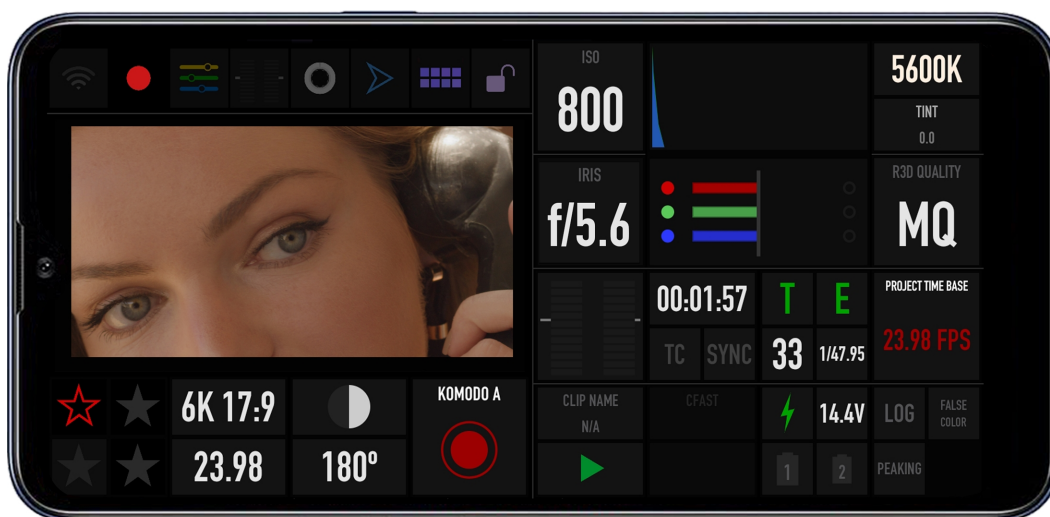 ISO
800
5600K
TINT
0.0
IRIS
f/5.6
R3D QUALITY
MQ
00:01:57
T
E
PROJECT TIME BASE
TC
SYNC
33
1/47.95
23.98 FPS
6K 17:9
KOMODO A
CLIP NAME
N/A
CFAST
14.4V
LOG
FALSE
COLOR
23.98
180º
1
2
PEAKING